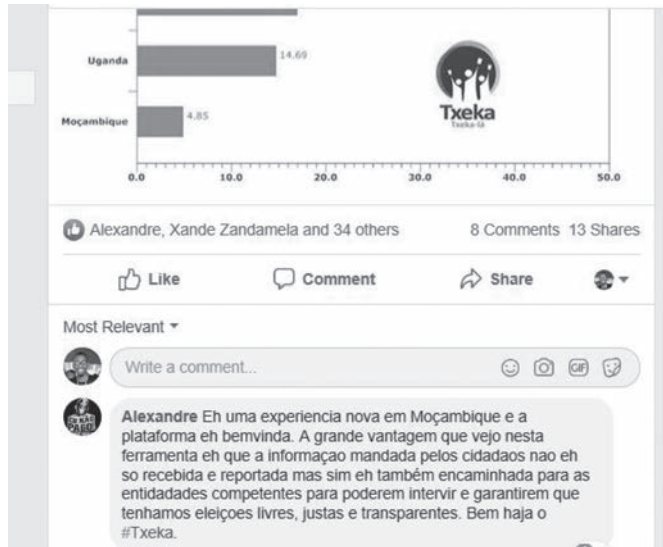 Uganda
14.69
Moçambique
4.85
Txeka
Txeka-lá
0.0 10.0 20.0 30.0 40.0 50.0
Alexandre, Xande Zandamela and 34 others 8 Comments 13 Shares
Like Comment Share
Most Relevant
Write a comment...
GIF
EU NÃO
PAGO!
Alexandre Eh uma experiencia nova em Moçambique e a
plataforma eh bemvinda. A grande vantagem que vejo nesta
ferramenta eh que a informaçao mandada pelos cidadaos nao eh
so recebida e reportada mas sim eh também encaminhada para as
entidadades competentes para poderem intervir e garantirem que
tenhamos eleiçoes livres, justas e transparentes. Bem haja o
#Txeka.